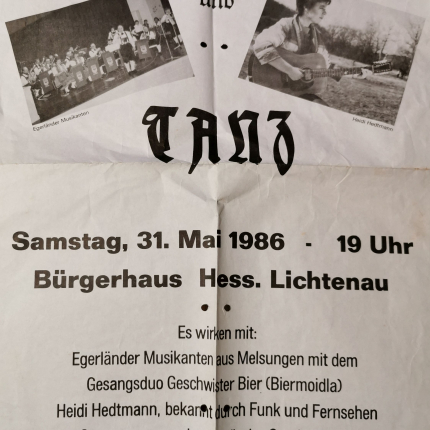 und
Egerländer Musikanten
Heidi Hedtmann
TANZ
Samstag, 31. Mai 1986 - 19 Uhr
Bürgerhaus Hess. Lichtenau
Es wirken mit:
Egerländer Musikanten aus Melsungen mit dem
Gesangsduo Geschwister Bier (Biermoidla)
Heidi Hedtmann, bekannt durch Funk und Fernsehen